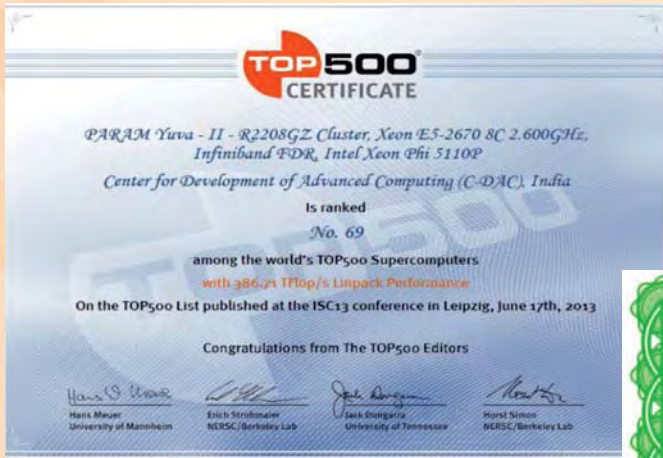 TOP 500
CERTIFICATE
PARAM Yuva - II - R2208GZ Cluster, Xeon E5-2670 8C 2.600GHz,
Infiniband FDR, Intel Xeon Phi 5110P
Center for Development of Advanced Computing (C-DAC), India
Is ranked
No. 69
among the world's TOP500 Supercomputers
with 386.71 TFlop/s Linpack Performance
On the TOP500 List published at the ISC13 conference in Leipzig, June 17th, 2013
Congratulations from The TOP500 Editors
Hans Meuer Erich Strohmaier Jack Dongarra Horst Simon
University of Mannheim NERSC/Berkeley Lab University of Tennessee NERSC/Berkeley Lab